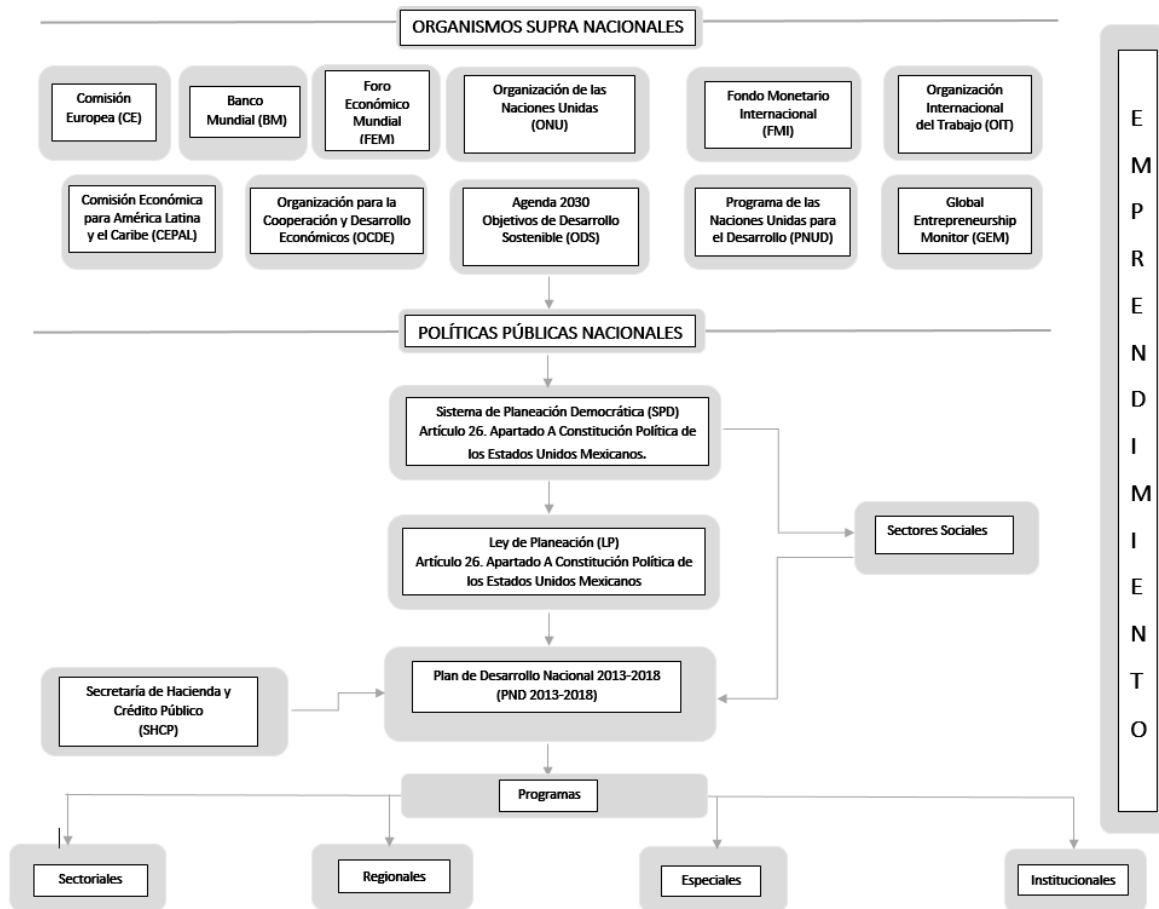 ORGANISMOS SUPRA NACIONALES
Comisión
Europea (CE)
Banco
Mundial (BM)
Foro
Económico
Mundial
(FEM)
Organización de las
Naciones Unidas
(ONU)
Fondo Monetario
Internacional
(FMI)
Organización
Internacional
del Trabajo (OIT)
Comisión Económica
para América Latina
y el Caribe (CEPAL)
Organización para la
Cooperación y Desarrollo
Económicos (OCDE)
Agenda 2030
Objetivos de Desarrollo
Sostenible (ODS)
Programa de las
Naciones Unidas para
el Desarrollo (PNUD)
Global
Entrepreneurship
Monitor (GEM)
POLÍTICAS PÚBLICAS NACIONALES
Sistema de Planeación Democrática (SPD)
Artículo 26. Apartado A Constitución Política de
los Estados Unidos Mexicanos.
Ley de Planeación (LP)
Artículo 26. Apartado A Constitución Política de
los Estados Unidos Mexicanos
Sectores Sociales
Plan de Desarrollo Nacional 2013-2018
(PND 2013-2018)
Secretaría de Hacienda y
Crédito Público
(SHCP)
Programas
Sectoriales
Regionales
Especiales
Institucionales
E
M
P
R
E
N
D
I
M
I
E
N
T
O